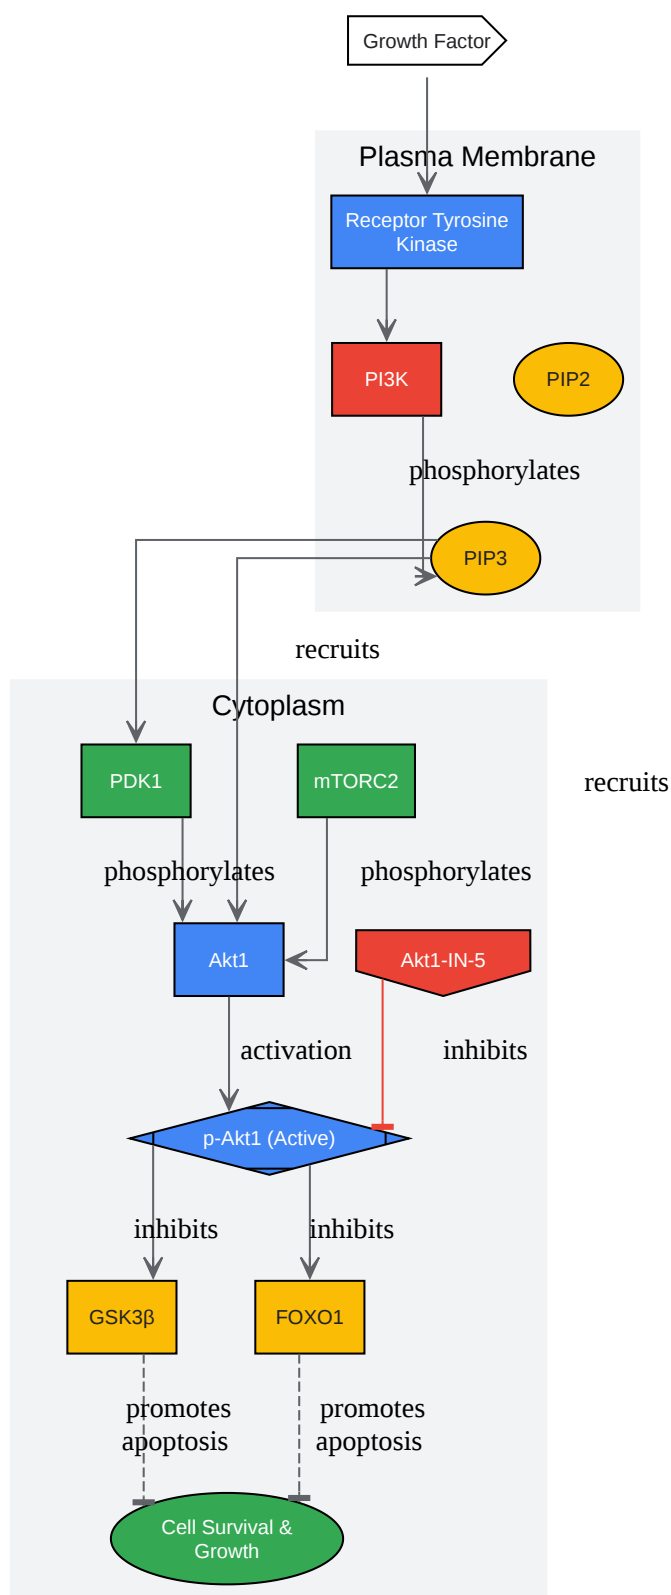 Growth Factor
Plasma Membrane
Receptor Tyrosine
Kinase
PI3K
PIP2
phosphorylates
PIP3
recruits
Cytoplasm
PDK1
mTORC2
recruits
phosphorylates
phosphorylates
Akt1
Akt1-IN-5
activation
inhibits
p-Akt1 (Active)
inhibits
inhibits
GSK3β
FOXO1
promotes
apoptosis
promotes
apoptosis
Cell Survival &
Growth